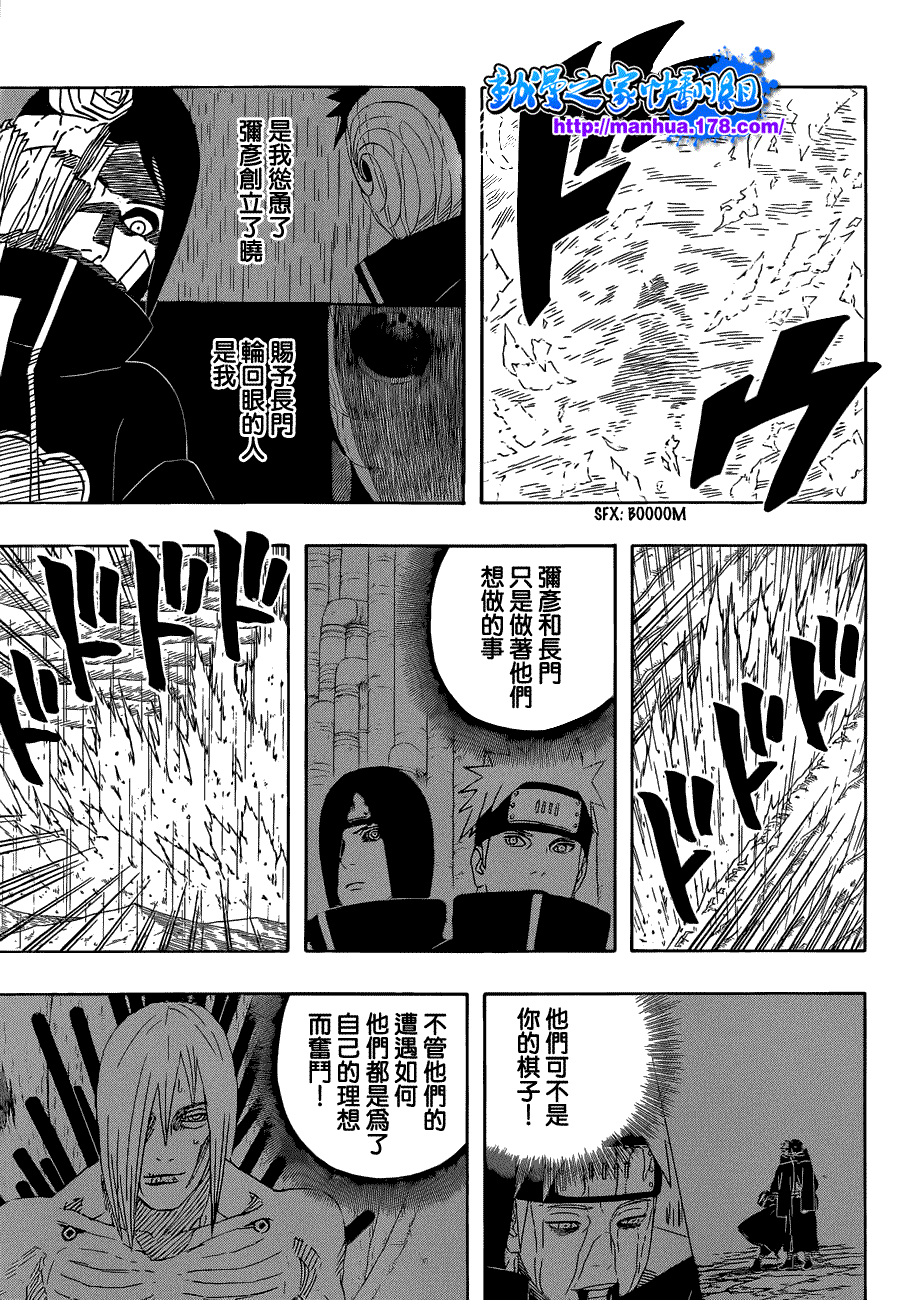 動漫之家快翻組
http://manhua.178.com/
ドウ
SFX: BOOOOM
是我慫恿了
彌彥創立了曉
賜予長門
輪回眼的人
是我
ドドド
彌彥和長門
只是做著他們
想做的事
ドドドド
他們可不是
你的棋子！
不管他們的
遭遇如何
他們都是為了
自己的理想
而奮鬥！